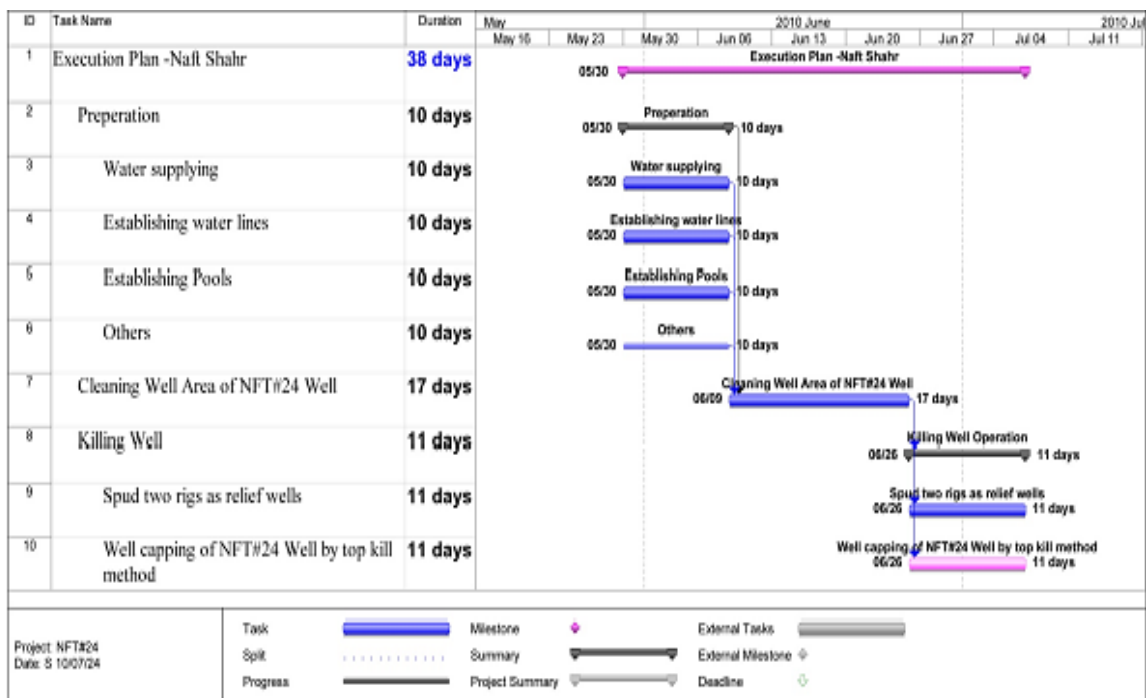 ID Task Name Duration May 2010 June 2010 Jul
May 16 May 23 May 30 Jun 06 Jun 13 Jun 20 Jun 27 Jul 04 Jul 11
1 Execution Plan -Naft Shahr 38 days 05/30 Execution Plan -Naft Shahr
2 Preperation 10 days 05/30 Preperation 10 days
3 Water supplying 10 days 05/30 Water supplying 10 days
4 Establishing water lines 10 days 05/30 Establishing water lines 10 days
5 Establishing Pools 10 days 05/30 Establishing Pools 10 days
6 Others 10 days 05/30 Others 10 days
7 Cleaning Well Area of NFT#24 Well 17 days 06/09 Cleaning Well Area of NFT#24 Well 17 days
8 Killing Well 11 days 06/26 Killing Well Operation 11 days
9 Spud two rigs as relief wells 11 days 06/26 Spud two rigs as relief wells 11 days
10 Well capping of NFT#24 Well by top kill 11 days 06/26 Well capping of NFT#24 Well by top kill method 11 days
method
Project: NFT#24
Date: S 10/07/24
Task Milestone External Tasks
Split Summary External Milestone
Progress Project Summary Deadline